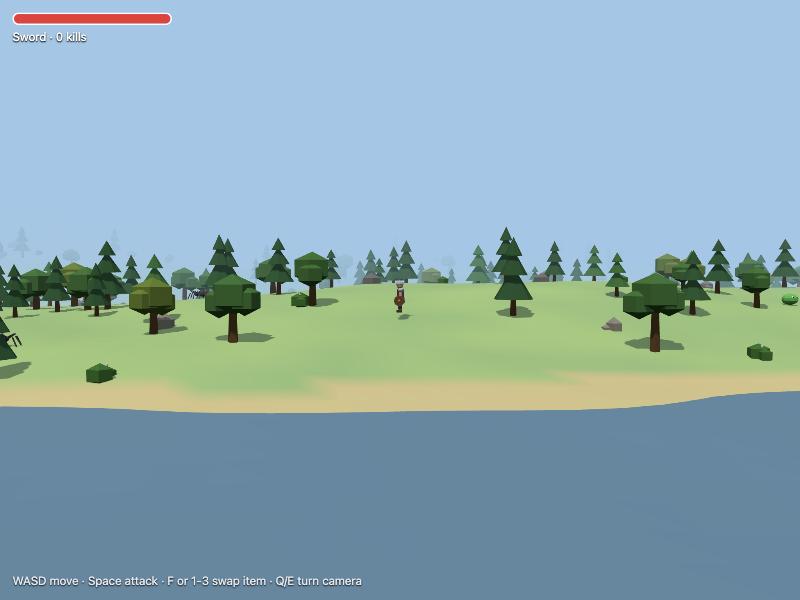 Sword · 0 kills
WASD move · Space attack · F or 1-3 swap item · Q/E turn camera